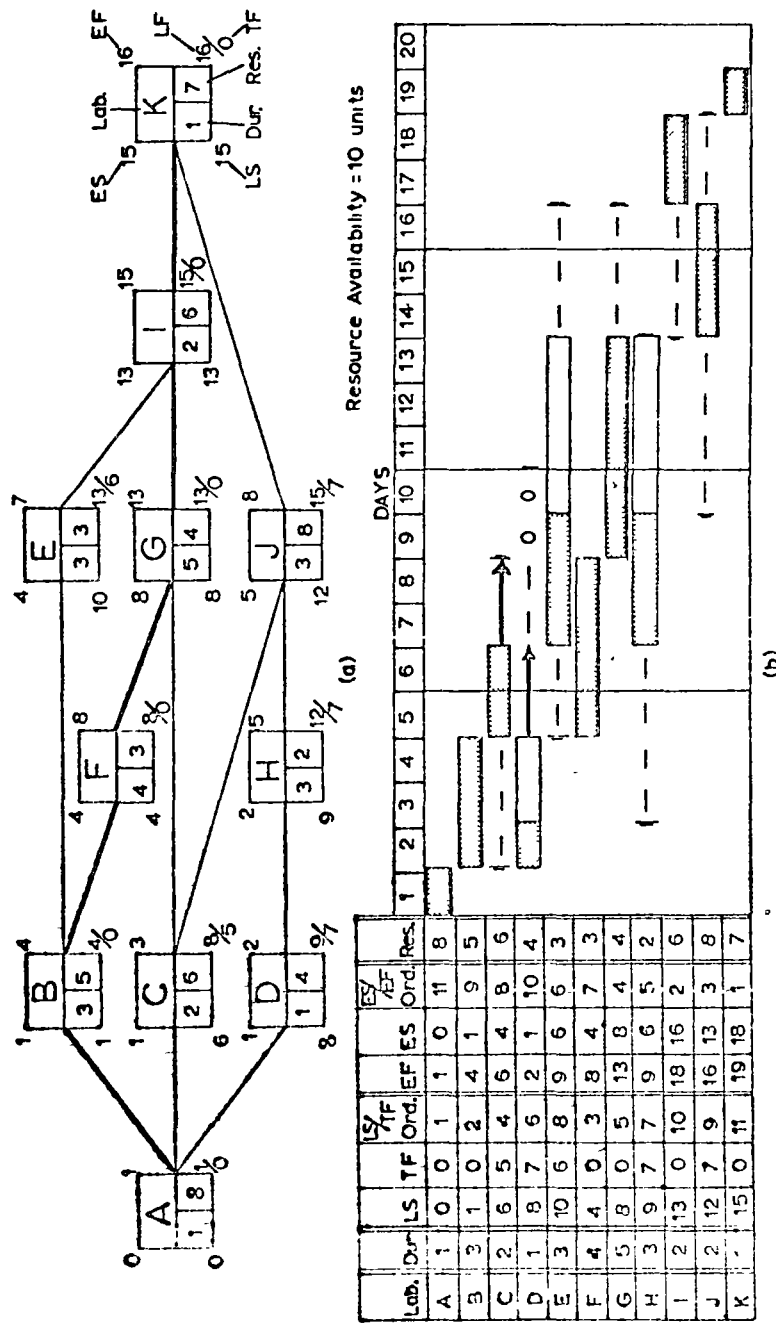 ES
Lab.
EF
15
K
16
1 7
LF
15
16/0
LS
Dur.
Res.
TF
13
I
15
2 6
13
15/0
4
E
7
3 3
10
13/6
8
G
13
5 4
8
13/0
5
J
8
3 8
12
15/7
4
F
8
4 3
4
8/0
2
H
15
3 2
9
12/7
1
B
4
3 5
1
4/0
1
C
3
2 6
6
8/5
1
D
2
1 4
8
9/7
0
A
1
1 8
0
1/0
(a)
Resource Availability = 10 units
DAYS
LS/TF ES/EF
Lab. Dur LS TF Ord. EF ES Ord. Res. 1 2 3 4 5 6 7 8 9 10 11 12 13 14 15 16 17 18 19 20
A 1 0 0 1 1 0 11 8
B 3 1 0 2 4 1 9 5
C 2 6 5 4 6 4 8 6
D 1 8 7 6 2 1 10 4 0 0
E 3 10 6 8 9 6 6 3
F 4 4 0 3 8 4 7 3
G 5 8 0 5 13 8 4 4
H 3 9 7 7 9 6 5 2
I 2 13 0 10 18 16 2 6
J 2 12 7 9 16 13 3 8
K 15 0 11 19 18 1 7
(b)